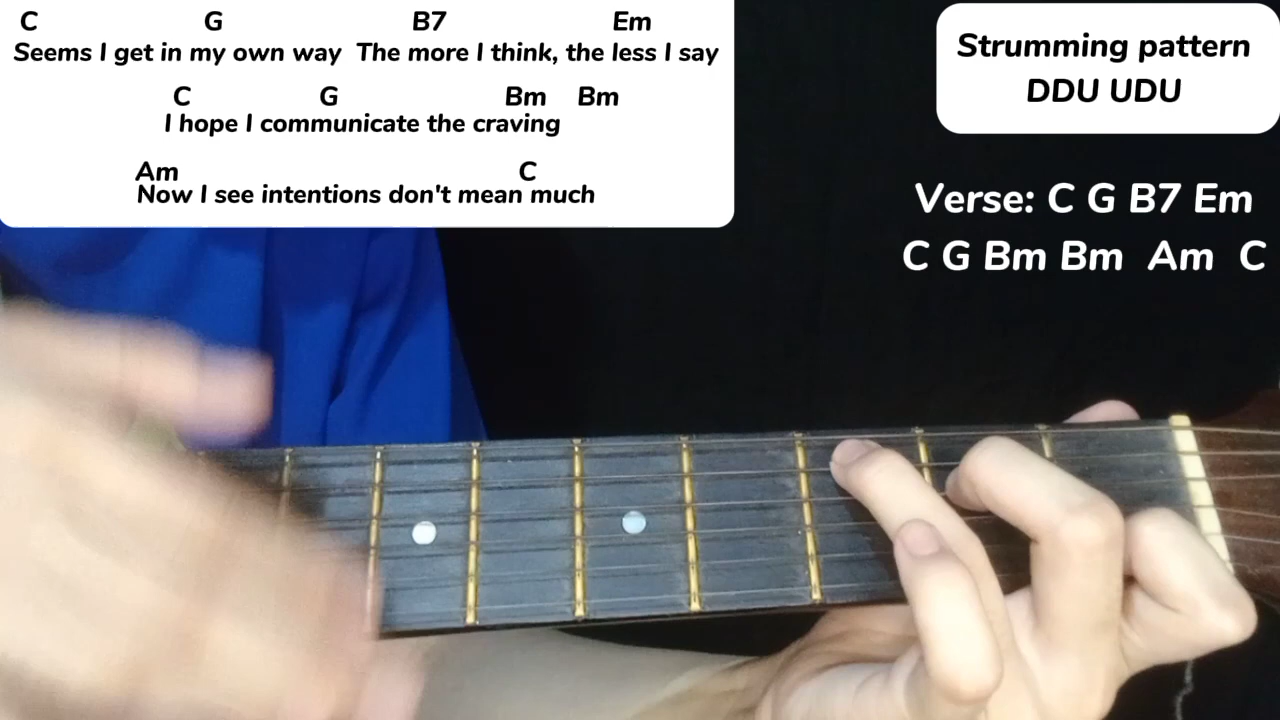 C G B7 Em
Seems I get in my own way The more I think, the less I say
C G Bm Bm
I hope I communicate the craving
Am C
Now I see intentions don't mean much
Strumming pattern
DDU UDU
Verse: C G B7 Em
C G Bm Bm Am C